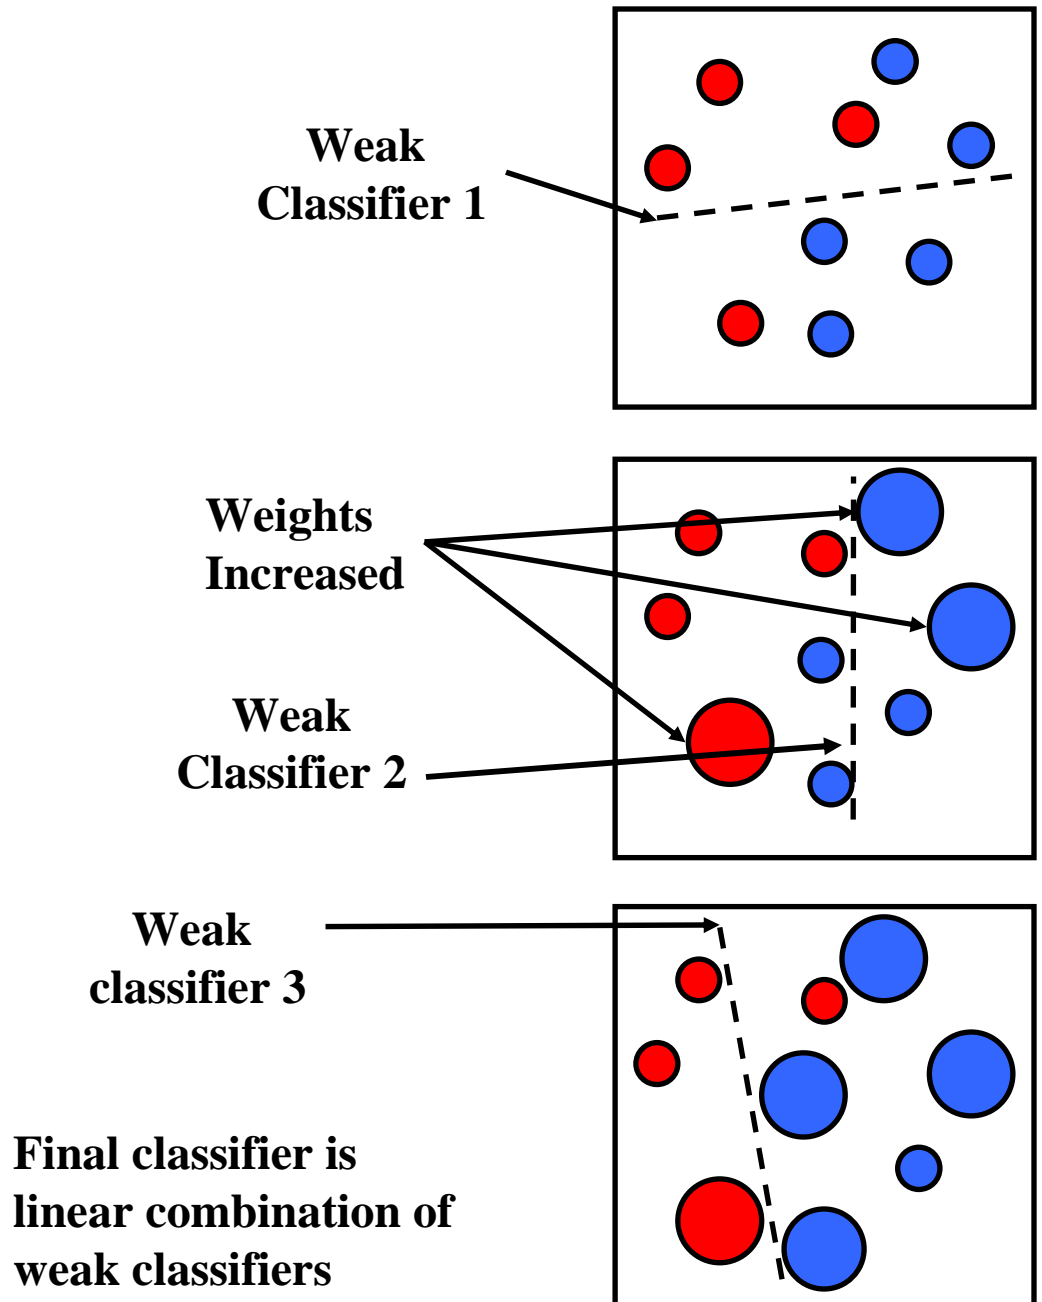 Weak
Classifier 1
Weights
Increased
Weak
Classifier 2
Weak
classifier 3
Final classifier is
linear combination of
weak classifiers